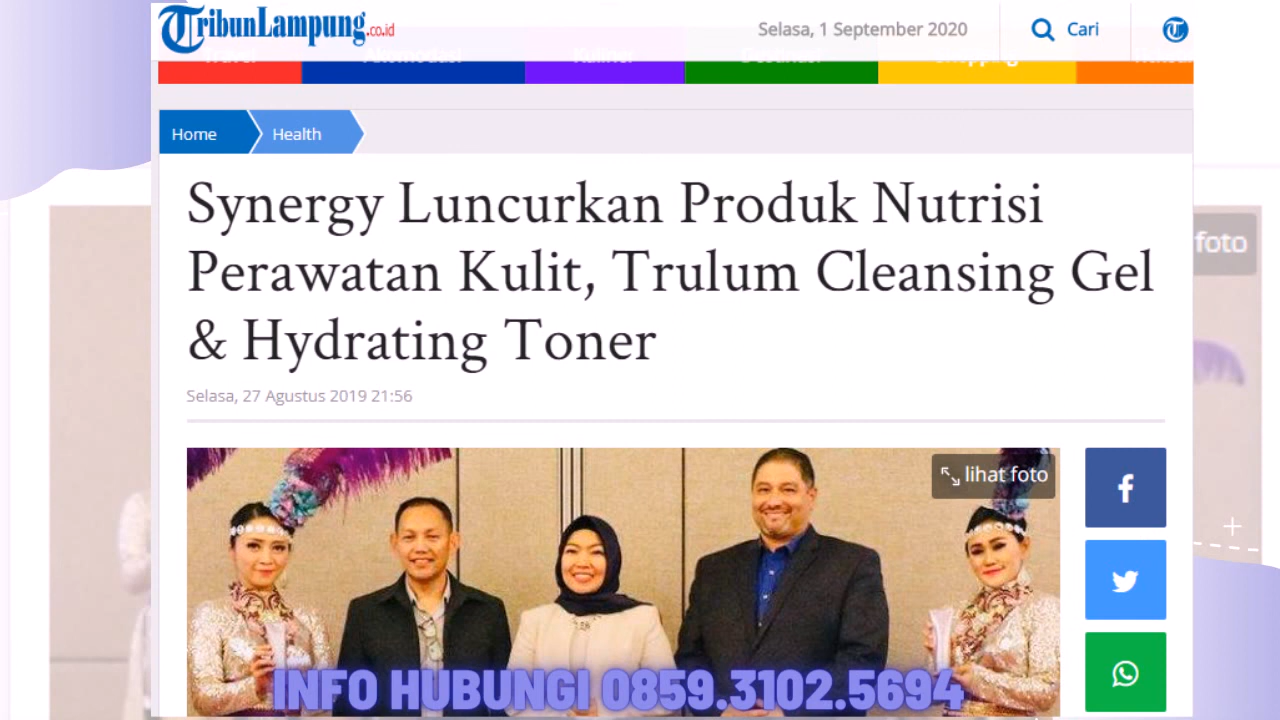 TribunLampung.co.id
Selasa, 1 September 2020
Cari
Home
Health
Synergy Luncurkan Produk Nutrisi
Perawatan Kulit, Trulum Cleansing Gel
& Hydrating Toner
Selasa, 27 Agustus 2019 21:56
foto
lihat foto
INFO HUBUNGI 0859.3102.5694